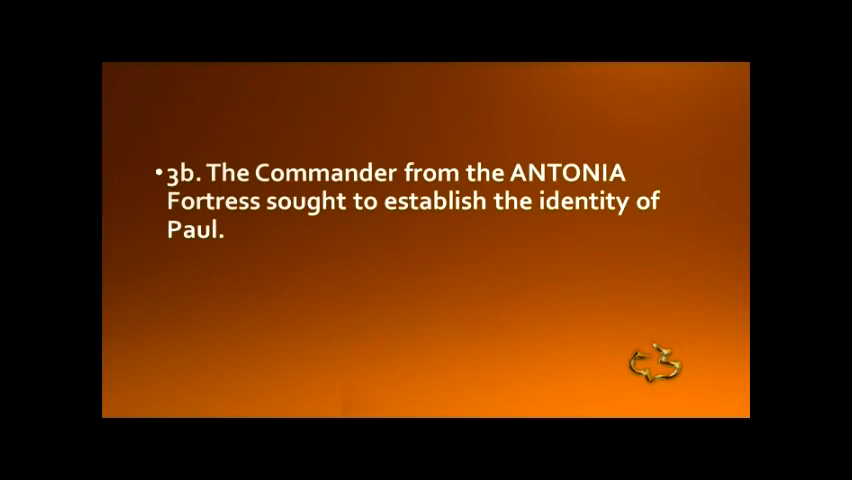 • 3b. The Commander from the ANTONIA
Fortress sought to establish the identity of
Paul.